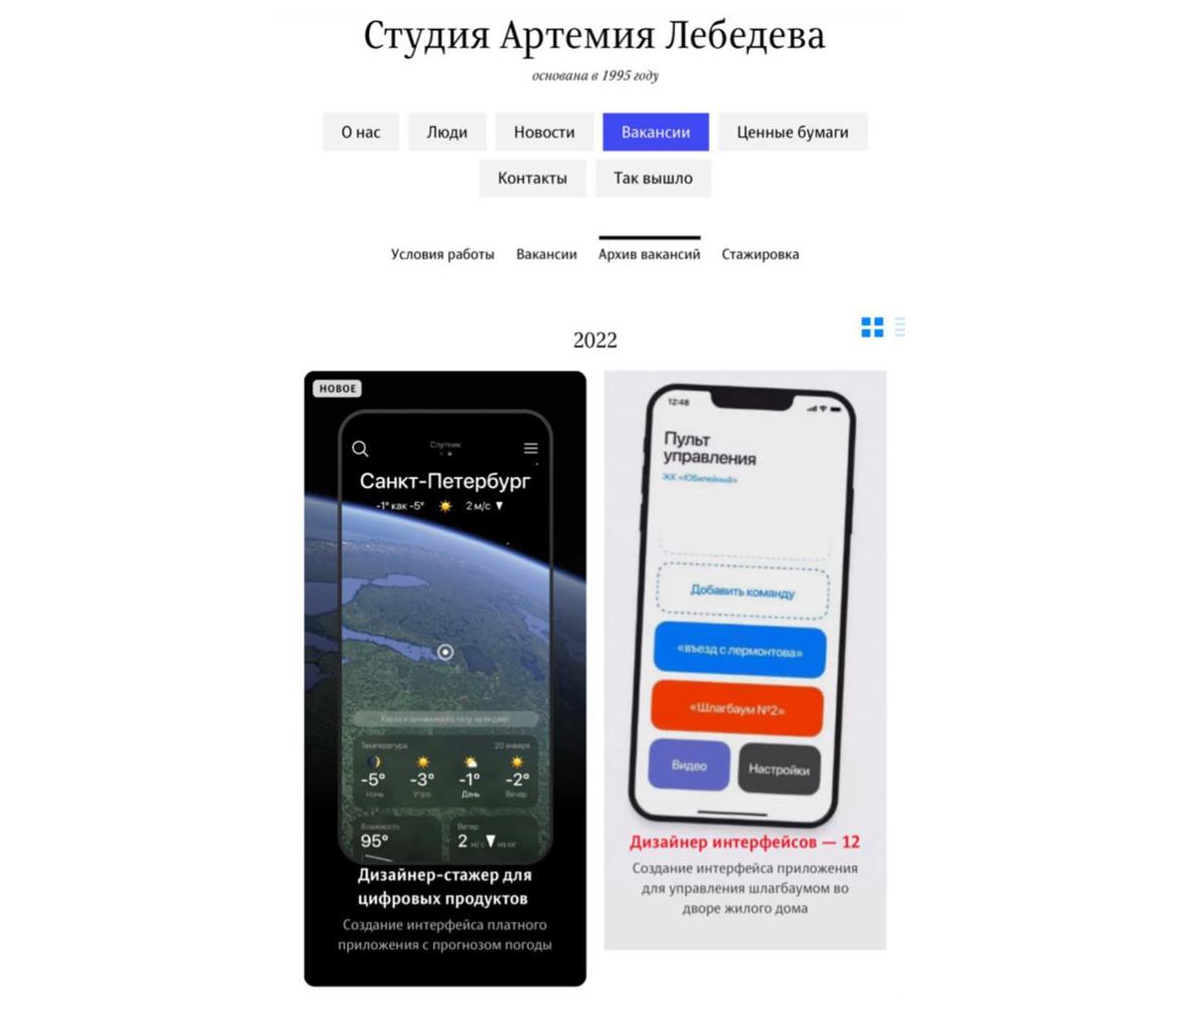 Студия Артемия Лебедева
основана в 1995 году
О нас Люди Новости Вакансии Ценные бумаги
Контакты Так вышло
Условия работы Вакансии Архив вакансий Стажировка
2022
НОВОЕ
Спутник
Санкт-Петербург
-1° как -5° 2 м/с
Температура 20 января
-5° -3° -1° -2°
Ночь Утро День Вечер
Влажность Ветер
95° 2 м/с
Дизайнер-стажер для
цифровых продуктов
Создание интерфейса платного
приложения с прогнозом погоды
12:48
Пульт
управления
ЖК «Юбилейный»
Добавить команду
«въезд с лермонтова»
«Шлагбаум №2»
Видео Настройки
Дизайнер интерфейсов — 12
Создание интерфейса приложения
для управления шлагбаумом во
дворе жилого дома